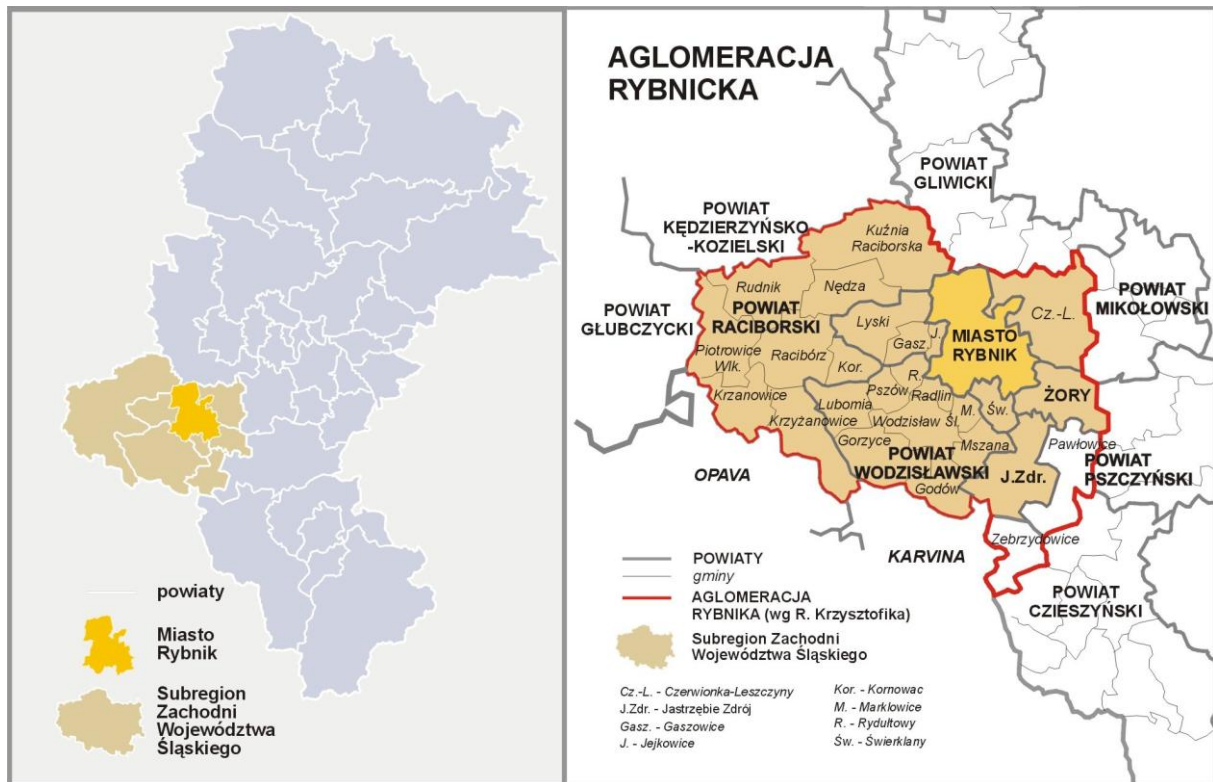 powiaty
Miasto
Rybnik
Subregion
Zachodni
Województwa
Śląskiego
AGLOMERACJA
RYBNICKA
POWIAT
GLIWICKI
POWIAT
KĘDZIERZYŃSKO
-KOZIELSKI
Kuźnia
Raciborska
POWIAT
GŁUBCZYCKI
Rudnik
Nędza
POWIAT
RACIBORSKI
Lyski
Gasz.
J.
MIASTO
RYBNIK
Cz.-L.
POWIAT
MIKOŁOWSKI
Piotrowice
Wlk.
Racibórz
Kor.
Krzanowice
Krzyżanowice
Lubomia
Pszów
R.
Radlin
M.
Św.
ŻORY
Wodzisław Śl.
Gorzyce
Mszana
Pawłowice
POWIAT
WODZISŁAWSKI
J.Zdr.
POWIAT
PSZCZYŃSKI
Godów
OPAVA
KARVINA
Zebrzydowice
POWIAT
CZIESZYŃSKI
POWIATY
gminy
AGLOMERACJA
RYBNIKA (wg R. Krzysztofika)
Subregion Zachodni
Województwa Śląskiego
Cz.-L. - Czerwionka-Leszczyny
J.Zdr. - Jastrzębie Zdrój
Gasz. - Gaszowice
J. - Jejkowice
Kor. - Kornowac
M. - Marklowice
R. - Rydułtowy
Św. - Świerklany